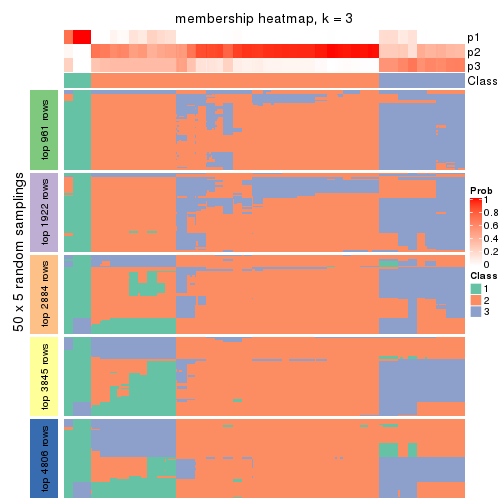 membership heatmap, k = 3
p1
p2
p3
Class
50 x 5 random samplings
top 961 rows
top 1922 rows
top 2884 rows
top 3845 rows
top 4806 rows
Prob
1
0.8
0.6
0.4
0.2
0
Class
1
2
3